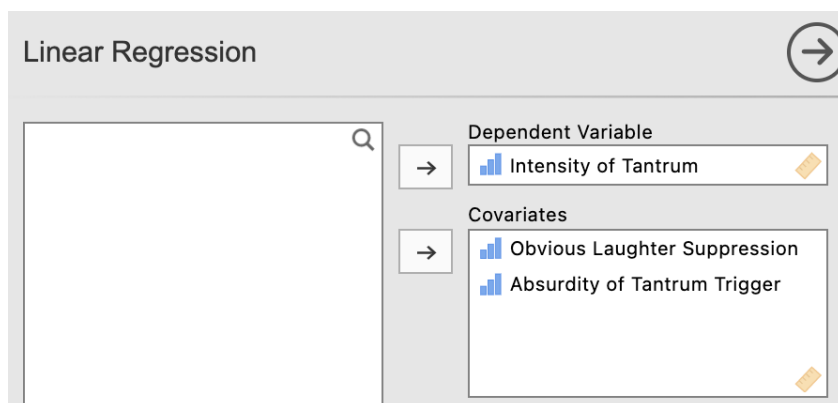 Linear Regression
Dependent Variable
Intensity of Tantrum
Covariates
Obvious Laughter Suppression
Absurdity of Tantrum Trigger